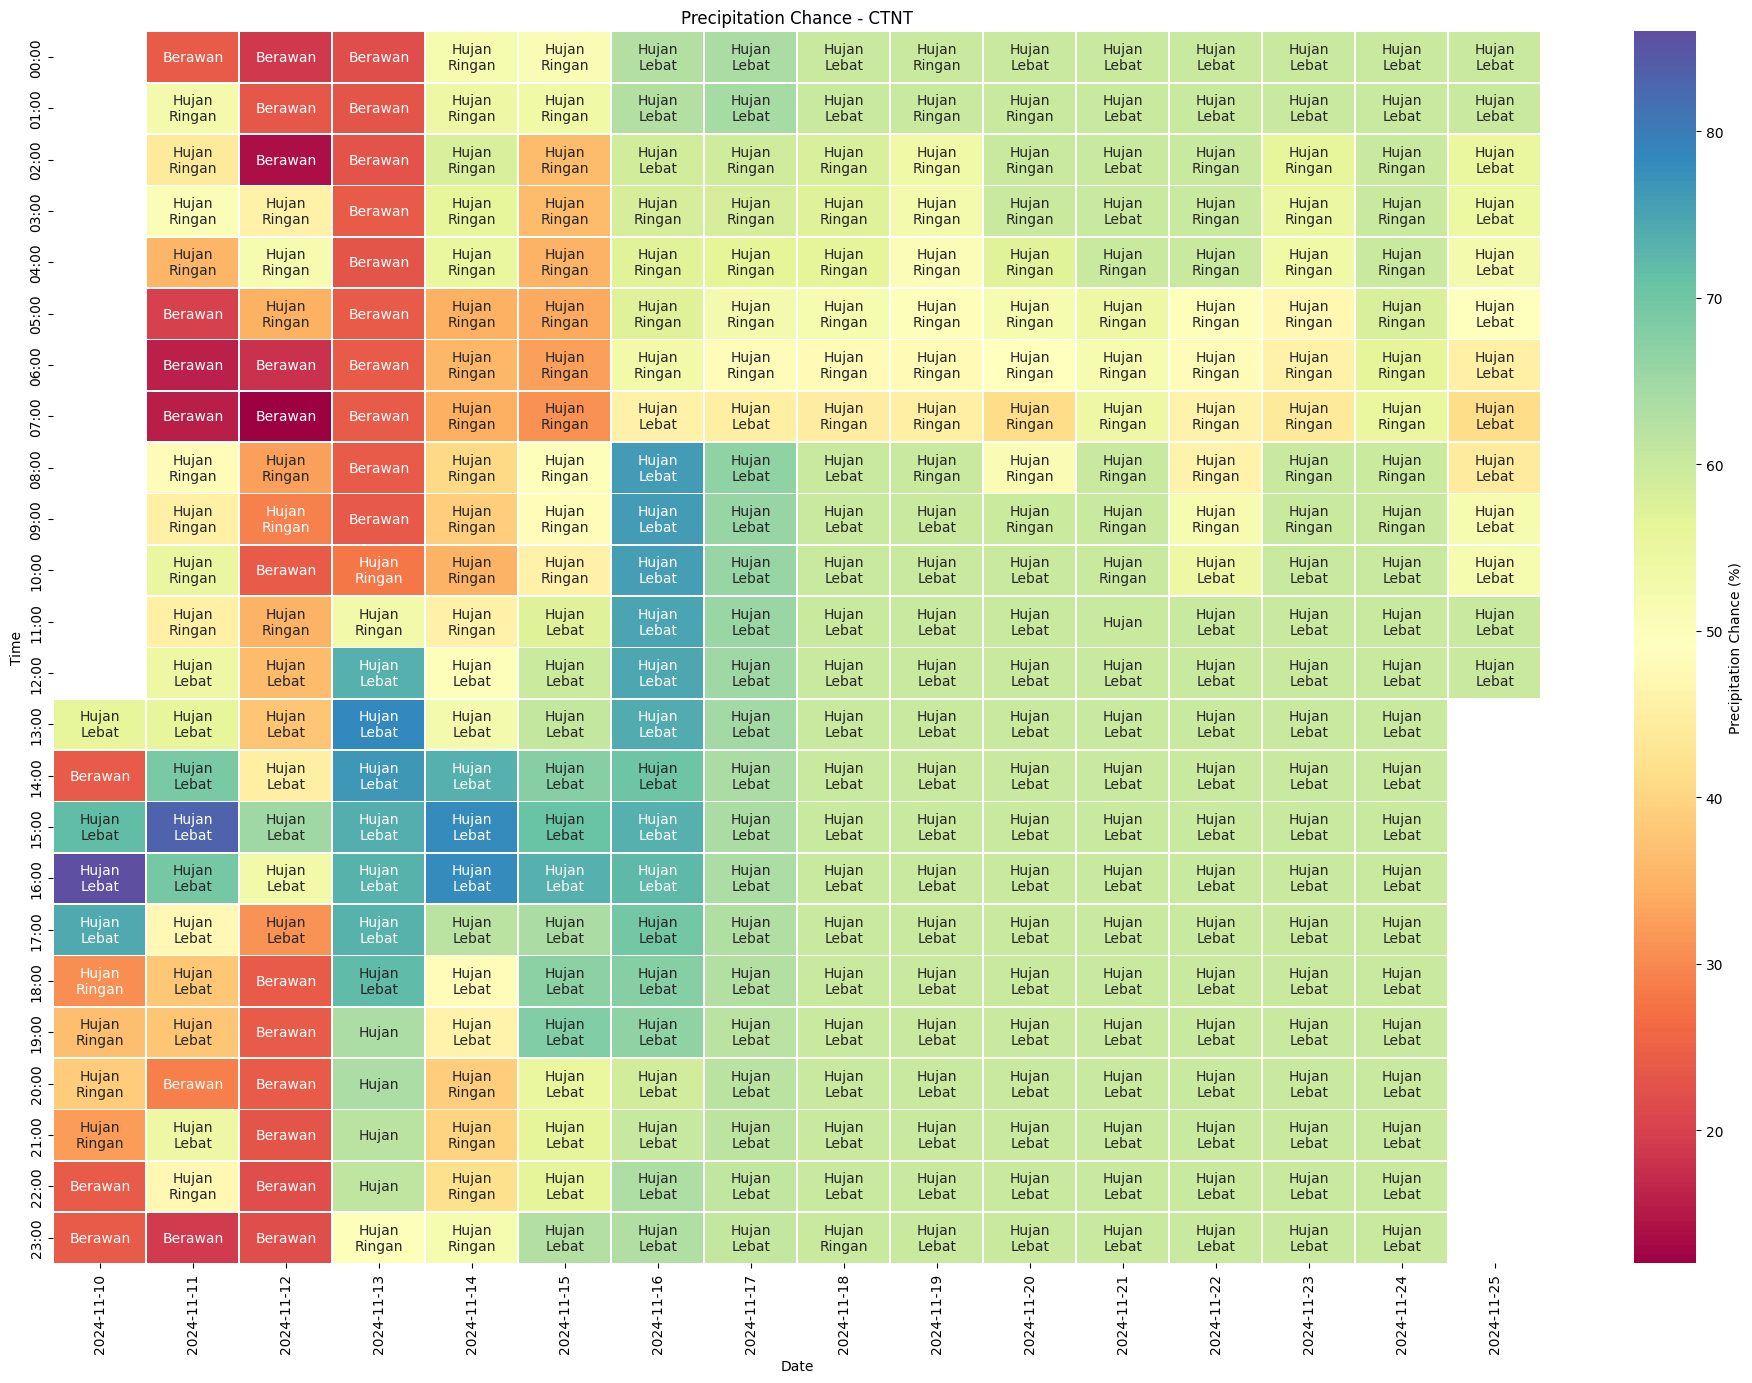 Precipitation Chance - CTNT
00:00 Berawan Berawan Berawan Hujan Ringan Hujan Ringan Hujan Lebat Hujan Lebat Hujan Lebat Hujan Ringan Hujan Lebat Hujan Lebat Hujan Lebat Hujan Lebat Hujan Lebat Hujan Lebat
01:00 Hujan Ringan Berawan Berawan Hujan Ringan Hujan Ringan Hujan Lebat Hujan Lebat Hujan Lebat Hujan Ringan Hujan Ringan Hujan Lebat Hujan Lebat Hujan Lebat Hujan Lebat Hujan Lebat
02:00 Hujan Ringan Berawan Berawan Hujan Ringan Hujan Ringan Hujan Lebat Hujan Ringan Hujan Ringan Hujan Ringan Hujan Ringan Hujan Lebat Hujan Ringan Hujan Ringan Hujan Ringan Hujan Lebat
03:00 Hujan Ringan Hujan Ringan Berawan Hujan Ringan Hujan Ringan Hujan Ringan Hujan Ringan Hujan Ringan Hujan Ringan Hujan Ringan Hujan Lebat Hujan Ringan Hujan Ringan Hujan Ringan Hujan Lebat
04:00 Hujan Ringan Hujan Ringan Berawan Hujan Ringan Hujan Ringan Hujan Ringan Hujan Ringan Hujan Ringan Hujan Ringan Hujan Ringan Hujan Ringan Hujan Ringan Hujan Ringan Hujan Ringan Hujan Lebat
05:00 Berawan Hujan Ringan Berawan Hujan Ringan Hujan Ringan Hujan Ringan Hujan Ringan Hujan Ringan Hujan Ringan Hujan Ringan Hujan Ringan Hujan Ringan Hujan Ringan Hujan Ringan Hujan Lebat
06:00 Berawan Berawan Berawan Hujan Ringan Hujan Ringan Hujan Ringan Hujan Ringan Hujan Ringan Hujan Ringan Hujan Ringan Hujan Ringan Hujan Ringan Hujan Ringan Hujan Ringan Hujan Lebat
07:00 Berawan Berawan Berawan Hujan Ringan Hujan Ringan Hujan Lebat Hujan Lebat Hujan Ringan Hujan Ringan Hujan Ringan Hujan Ringan Hujan Ringan Hujan Ringan Hujan Ringan Hujan Lebat
08:00 Hujan Ringan Hujan Ringan Berawan Hujan Ringan Hujan Ringan Hujan Lebat Hujan Lebat Hujan Lebat Hujan Ringan Hujan Ringan Hujan Ringan Hujan Ringan Hujan Ringan Hujan Ringan Hujan Lebat
09:00 Hujan Ringan Hujan Ringan Berawan Hujan Ringan Hujan Ringan Hujan Lebat Hujan Lebat Hujan Lebat Hujan Lebat Hujan Ringan Hujan Ringan Hujan Ringan Hujan Ringan Hujan Ringan Hujan Lebat
10:00 Hujan Ringan Berawan Hujan Ringan Hujan Ringan Hujan Ringan Hujan Lebat Hujan Lebat Hujan Lebat Hujan Lebat Hujan Lebat Hujan Ringan Hujan Lebat Hujan Lebat Hujan Lebat Hujan Lebat
11:00 Hujan Ringan Hujan Ringan Hujan Ringan Hujan Ringan Hujan Lebat Hujan Lebat Hujan Lebat Hujan Lebat Hujan Lebat Hujan Lebat Hujan Hujan Lebat Hujan Lebat Hujan Lebat Hujan Lebat
12:00 Hujan Lebat Hujan Lebat Hujan Lebat Hujan Lebat Hujan Lebat Hujan Lebat Hujan Lebat Hujan Lebat Hujan Lebat Hujan Lebat Hujan Lebat Hujan Lebat Hujan Lebat Hujan Lebat Hujan Lebat
13:00 Hujan Lebat Hujan Lebat Hujan Lebat Hujan Lebat Hujan Lebat Hujan Lebat Hujan Lebat Hujan Lebat Hujan Lebat Hujan Lebat Hujan Lebat Hujan Lebat Hujan Lebat Hujan Lebat Hujan Lebat
14:00 Berawan Hujan Lebat Hujan Lebat Hujan Lebat Hujan Lebat Hujan Lebat Hujan Lebat Hujan Lebat Hujan Lebat Hujan Lebat Hujan Lebat Hujan Lebat Hujan Lebat Hujan Lebat Hujan Lebat
15:00 Hujan Lebat Hujan Lebat Hujan Lebat Hujan Lebat Hujan Lebat Hujan Lebat Hujan Lebat Hujan Lebat Hujan Lebat Hujan Lebat Hujan Lebat Hujan Lebat Hujan Lebat Hujan Lebat Hujan Lebat
16:00 Hujan Lebat Hujan Lebat Hujan Lebat Hujan Lebat Hujan Lebat Hujan Lebat Hujan Lebat Hujan Lebat Hujan Lebat Hujan Lebat Hujan Lebat Hujan Lebat Hujan Lebat Hujan Lebat Hujan Lebat
17:00 Hujan Lebat Hujan Lebat Hujan Lebat Hujan Lebat Hujan Lebat Hujan Lebat Hujan Lebat Hujan Lebat Hujan Lebat Hujan Lebat Hujan Lebat Hujan Lebat Hujan Lebat Hujan Lebat Hujan Lebat
18:00 Hujan Ringan Hujan Lebat Berawan Hujan Lebat Hujan Lebat Hujan Lebat Hujan Lebat Hujan Lebat Hujan Lebat Hujan Lebat Hujan Lebat Hujan Lebat Hujan Lebat Hujan Lebat Hujan Lebat
19:00 Hujan Ringan Hujan Lebat Berawan Hujan Hujan Lebat Hujan Lebat Hujan Lebat Hujan Lebat Hujan Lebat Hujan Lebat Hujan Lebat Hujan Lebat Hujan Lebat Hujan Lebat Hujan Lebat
20:00 Hujan Ringan Berawan Berawan Hujan Hujan Ringan Hujan Lebat Hujan Lebat Hujan Lebat Hujan Lebat Hujan Lebat Hujan Lebat Hujan Lebat Hujan Lebat Hujan Lebat Hujan Lebat
21:00 Hujan Ringan Hujan Lebat Berawan Hujan Hujan Ringan Hujan Lebat Hujan Lebat Hujan Lebat Hujan Lebat Hujan Lebat Hujan Lebat Hujan Lebat Hujan Lebat Hujan Lebat Hujan Lebat
22:00 Berawan Hujan Ringan Berawan Hujan Hujan Ringan Hujan Lebat Hujan Lebat Hujan Lebat Hujan Lebat Hujan Lebat Hujan Lebat Hujan Lebat Hujan Lebat Hujan Lebat Hujan Lebat
23:00 Berawan Berawan Berawan Hujan Ringan Hujan Ringan Hujan Lebat Hujan Lebat Hujan Lebat Hujan Ringan Hujan Lebat Hujan Lebat Hujan Lebat Hujan Lebat Hujan Lebat Hujan Lebat
Time
2024-11-10 2024-11-11 2024-11-12 2024-11-13 2024-11-14 2024-11-15 2024-11-16 2024-11-17 2024-11-18 2024-11-19 2024-11-20 2024-11-21 2024-11-22 2024-11-23 2024-11-24 2024-11-25
Date
80
70
60
50
40
30
20
Precipitation Chance (%)